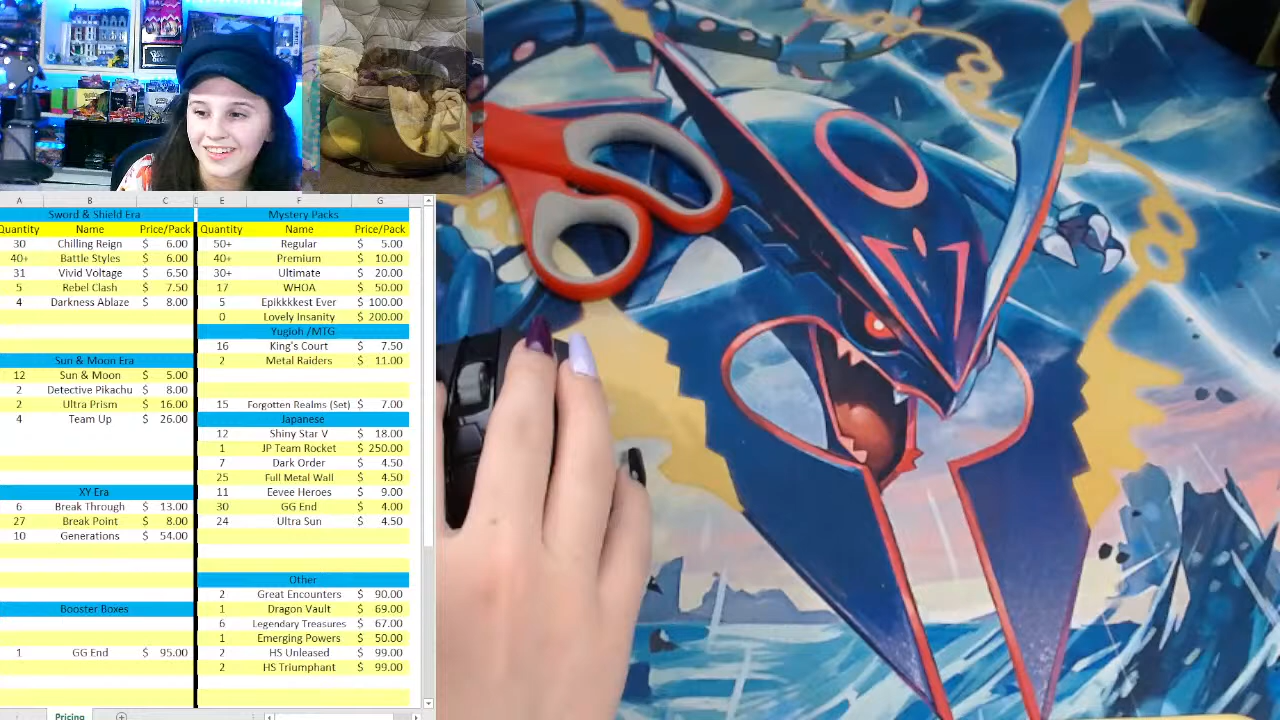 A B C E F G
Sword & Shield Era
Quantity Name Price/Pack
30 Chilling Reign $ 6.00
40+ Battle Styles $ 6.00
31 Vivid Voltage $ 6.50
5 Rebel Clash $ 7.50
4 Darkness Ablaze $ 8.00
Sun & Moon Era
12 Sun & Moon $ 5.00
2 Detective Pikachu $ 8.00
2 Ultra Prism $ 16.00
4 Team Up $ 26.00
XY Era
6 Break Through $ 13.00
27 Break Point $ 8.00
10 Generations $ 54.00
Booster Boxes
1 GG End $ 95.00
Mystery Packs
Quantity Name Price/Pack
50+ Regular $ 5.00
40+ Premium $ 10.00
30+ Ultimate $ 20.00
17 WHOA $ 50.00
5 Epikkkkest Ever $ 100.00
0 Lovely Insanity $ 200.00
Yugioh /MTG
16 King's Court $ 7.50
2 Metal Raiders $ 11.00
15 Forgotten Realms (Set) $ 7.00
Japanese
12 Shiny Star V $ 18.00
1 JP Team Rocket $ 250.00
7 Dark Order $ 4.50
25 Full Metal Wall $ 4.50
11 Eevee Heroes $ 9.00
30 GG End $ 4.00
24 Ultra Sun $ 4.50
Other
2 Great Encounters $ 90.00
1 Dragon Vault $ 69.00
6 Legendary Treasures $ 67.00
1 Emerging Powers $ 50.00
2 HS Unleased $ 99.00
2 HS Triumphant $ 99.00
Pricing